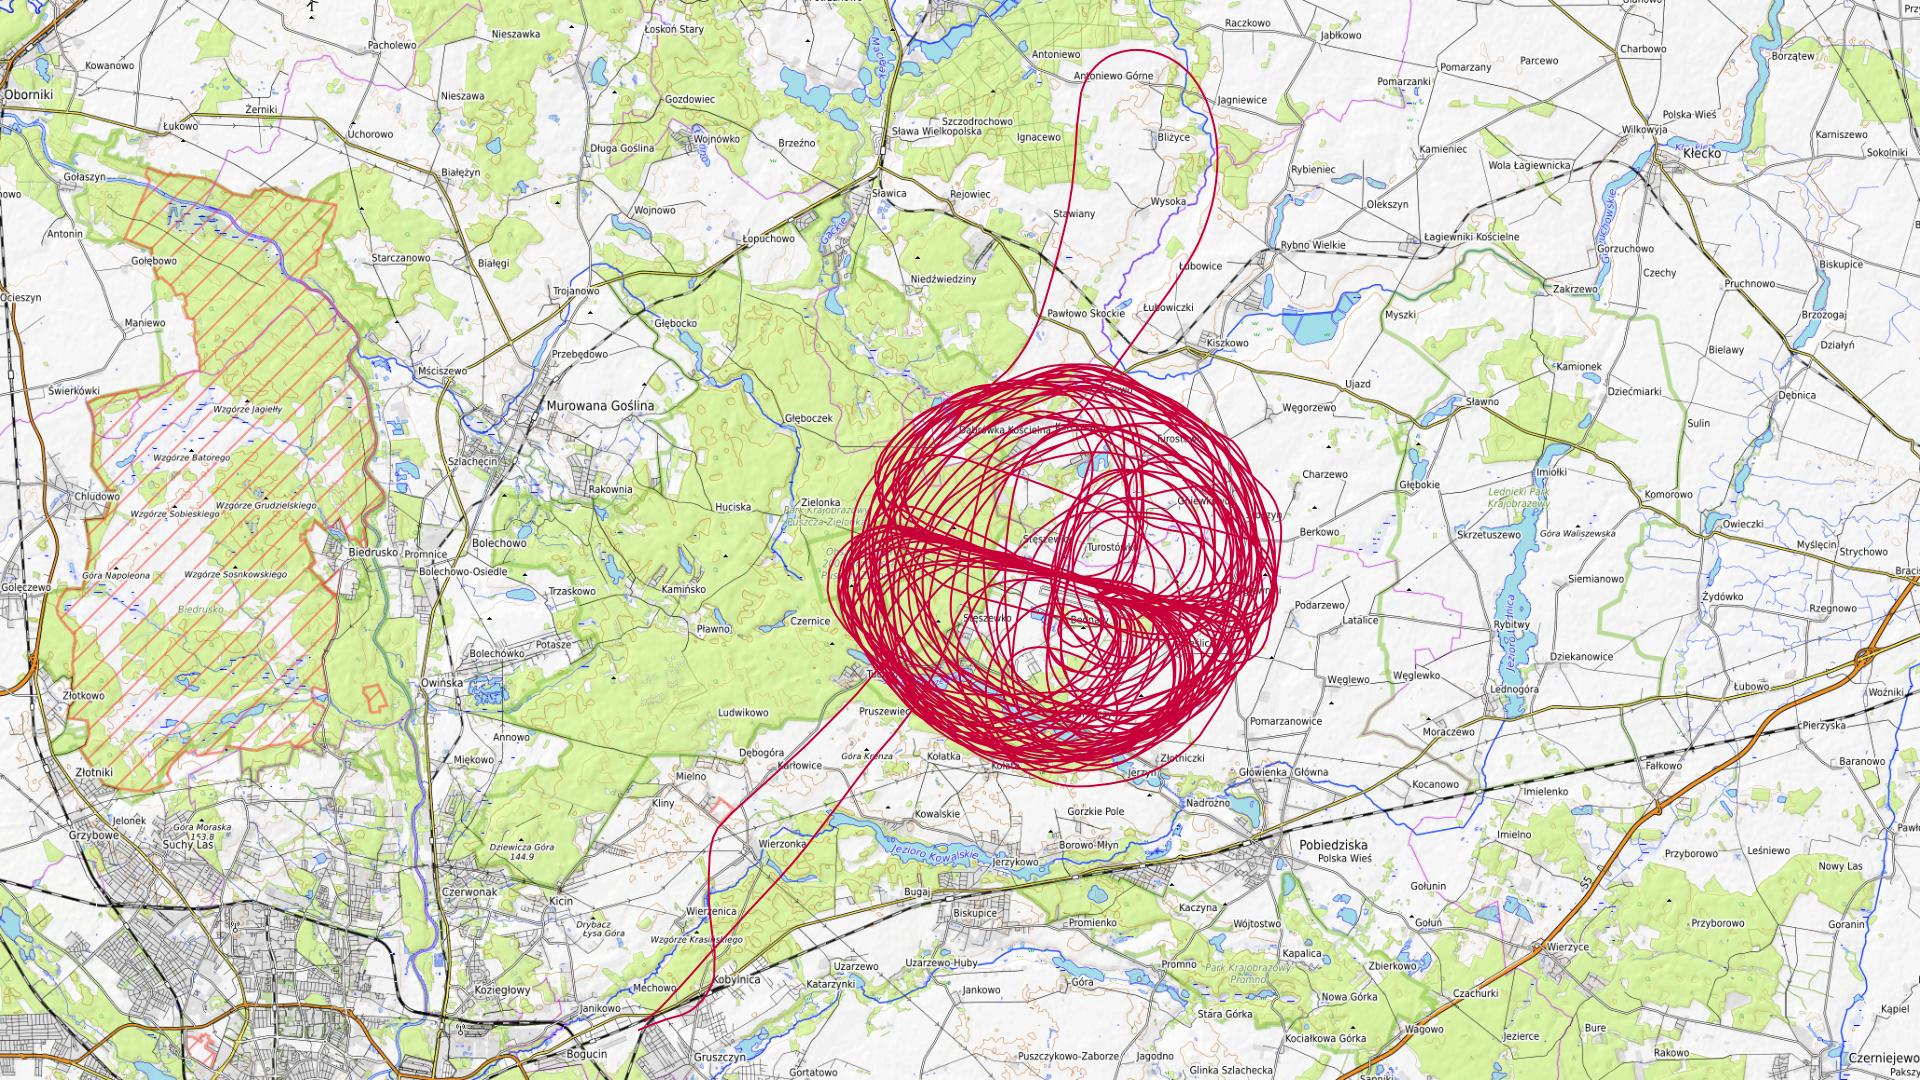 Raczkowo
Łoskoń Stary
Nieszawka
Jabłkowo
Pacholewo
Antoniewo
Charbowo
Borzątew
Kowanowo
Antoniewo Górne
Pomarzany
Parcewo
Pomarzanki
Oborniki
Nieszawa
Gozdowiec
Jagniewice
Żerniki
Łukowo
Uchorowo
Szczodrochowo
Sława Wielkopolska
Ignacewo
Bliżyce
Polska Wieś
Wilkowyja
Karniszewo
Wojnówko
Brzeźno
Długa Goślina
Kamieniec
Kłecko
Sokolniki
Gołaszyn
Białężyn
Wola Łagiewnicka
Rybieniec
Sławica
Rejowiec
Wysoka
Olekszyn
Wojnowo
Stawiany
Antonin
Łopuchowo
Gackie
Rybno Wielkie
Łagiewniki Kościelne
Gorzuchowskie
Gorzuchowo
Gołębowo
Starczanowo
Białęgi
Łubowice
Biskupice
Czechy
Niedźwiedziny
Pruchnowo
Ocieszyn
Trojanowo
Zakrzewo
Maniewo
Głębocko
Pawłowo Skockie
Łubowiczki
Myszki
Brzozogaj
Przebędowo
Kiszkowo
Bielawy
Działyń
Mściszewo
Kamionek
Świerkówki
Ujazd
Dziećmiarki
Dębnica
Wzgórze Jagiełły
Murowana Goślina
Węgorzewo
Sławno
Głęboczek
Sulin
Dąbrówka Kościelna
Wzgórze Batorego
Szlachęcin
Charzewo
Imiołki
Głębokie
Rakownia
Chludowo
Zielonka
Lednicki Park
Krajobrazowy
Komorowo
Wzgórze Sobieskiego
Wzgórze Grudzielskiego
Huciska
Park Krajobrazowy
Puszcza Zielonka
Owieczki
Berkowo
Skrzetuszewo
Góra Waliszewska
Bolechowo
Turostówko
Myślęcin
Strychowo
Biedrusko
Promnice
Bolechowo-Osiedle
Góra Napoleona
Wzgórze Sosnkowskiego
Golęczewo
Trzaskowo
Kamińsko
Siemianowo
Żydówko
Rzegnowo
Biedrusko
Podarzewo
Latalice
Stęszewko
Czernice
Pławno
Rybitwy
Jezioro Lednica
Potasze
Bolechówko
Dziekanowice
Owińska
Węglewo
Węglewko
Lednogóra
Łubowo
Woźniki
Złotkowo
Ludwikowo
Pruszewiec
Pomarzanowice
Moraczewo
Pierzyska
Annowo
Dębogóra
Karłowice
Góra Krenza
Kołatka
Złotniczki
Miękowo
Fałkowo
Baranowo
Złotniki
Mielno
Jerzyn
Głowienka
Główna
Kocanowo
Imielenko
Kliny
Kowalskie
Gorzkie Pole
Nadrożno
Jelonek
Góra Moraska
153.8
Suchy Las
Grzybowe
Imielno
Dziewicza Góra
144.9
Wierzonka
Jezioro Kowalskie
Borowo-Młyn
Jerzykowo
Pobiedziska
Polska Wieś
Przyborowo
Leśniewo
Nowy Las
Czerwonak
Kicin
Bugaj
S5
Gołunin
Wierzenica
Biskupice
Kaczyna
Drybacz
Łysa Góra
Promienko
Wójtostwo
Gołuń
Przyborowo
Goranin
Wzgórze Krasińskiego
Kapalica
Wierzyce
Uzarzewo
Uzarzewo-Huby
Promno
Park Krajobrazowy
Promno
Zbierkowo
Kobylnica
Katarzynki
Mechowo
Góra
Koziegłowy
Jankowo
Nowa Górka
Czachurki
Janikowo
Stara Górka
Kapiel
Kociałkowa Górka
Wagowo
Jezierce
Bure
Bogucin
Gruszczyn
Puszczykowo-Zaborze
Jagodno
Rakowo
Czerniejewo
Gortatowo
Glinka Szlachecka